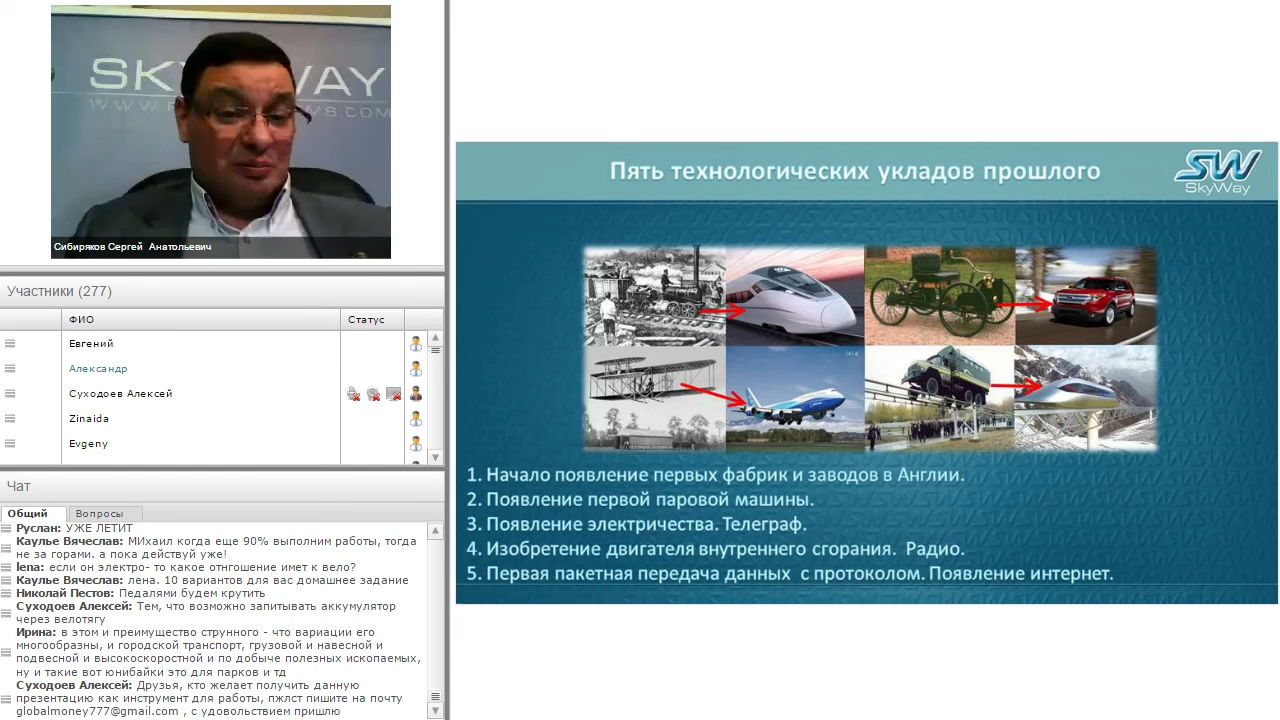 SKYWAY
Сибиряков Сергей Анатольевич
Участники (277)
ФИО
Статус
Евгений
Александр
Суходоев Алексей
Zinaida
Evgeny
Чат
Общий
Вопросы
Руслан: УЖЕ ЛЕТИТ
Каулье Вячеслав: МИхаил когда еще 90% выполним работы, тогда
не за горами. а пока действуй уже!
lena: если он электро- то какое отнгошение имет к вело?
Каулье Вячеслав: лена. 10 вариантов для вас домашнее задание
Николай Пестов: Педалями будем крутить
Суходоев Алексей: Тем, что возможно запитывать аккумулятор
через велотягу
Ирина: в этом и преимущество струнного - что вариации его
многообразны, и городской транспорт, грузовой и навесной и
подвесной и высокоскоростной и по добыче полезных ископаемых,
ну и такие вот юнибайки это для парков и тд
Суходоев Алексей: Друзья, кто желает получить данную
презентацию как инструмент для работы, пжлст пишите на почту
globalmoney777@gmail.com , с удовольствием пришлю
Пять технологических укладов прошлого
SW
SkyWay
1. Начало появление первых фабрик и заводов в Англии.
2. Появление первой паровой машины.
3. Появление электричества. Телеграф.
4. Изобретение двигателя внутреннего сгорания. Радио.
5. Первая пакетная передача данных с протоколом. Появление интернет.